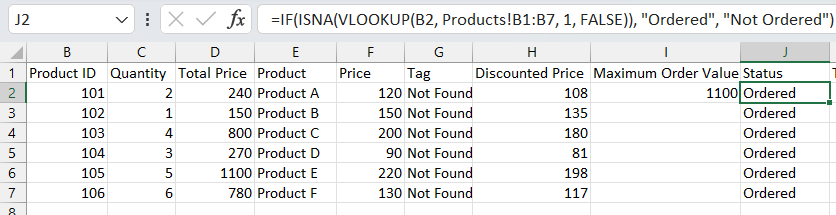 J2 fx =IF(ISNA(VLOOKUP(B2, Products!B1:B7, 1, FALSE)), "Ordered", "Not Ordered")
B C D E F G H I J
1 Product ID Quantity Total Price Product Price Tag Discounted Price Maximum Order Value Status
2 101 2 240 Product A 120 Not Found 108 1100 Ordered
3 102 1 150 Product B 150 Not Found 135 Ordered
4 103 4 800 Product C 200 Not Found 180 Ordered
5 104 3 270 Product D 90 Not Found 81 Ordered
6 105 5 1100 Product E 220 Not Found 198 Ordered
7 106 6 780 Product F 130 Not Found 117 Ordered
8